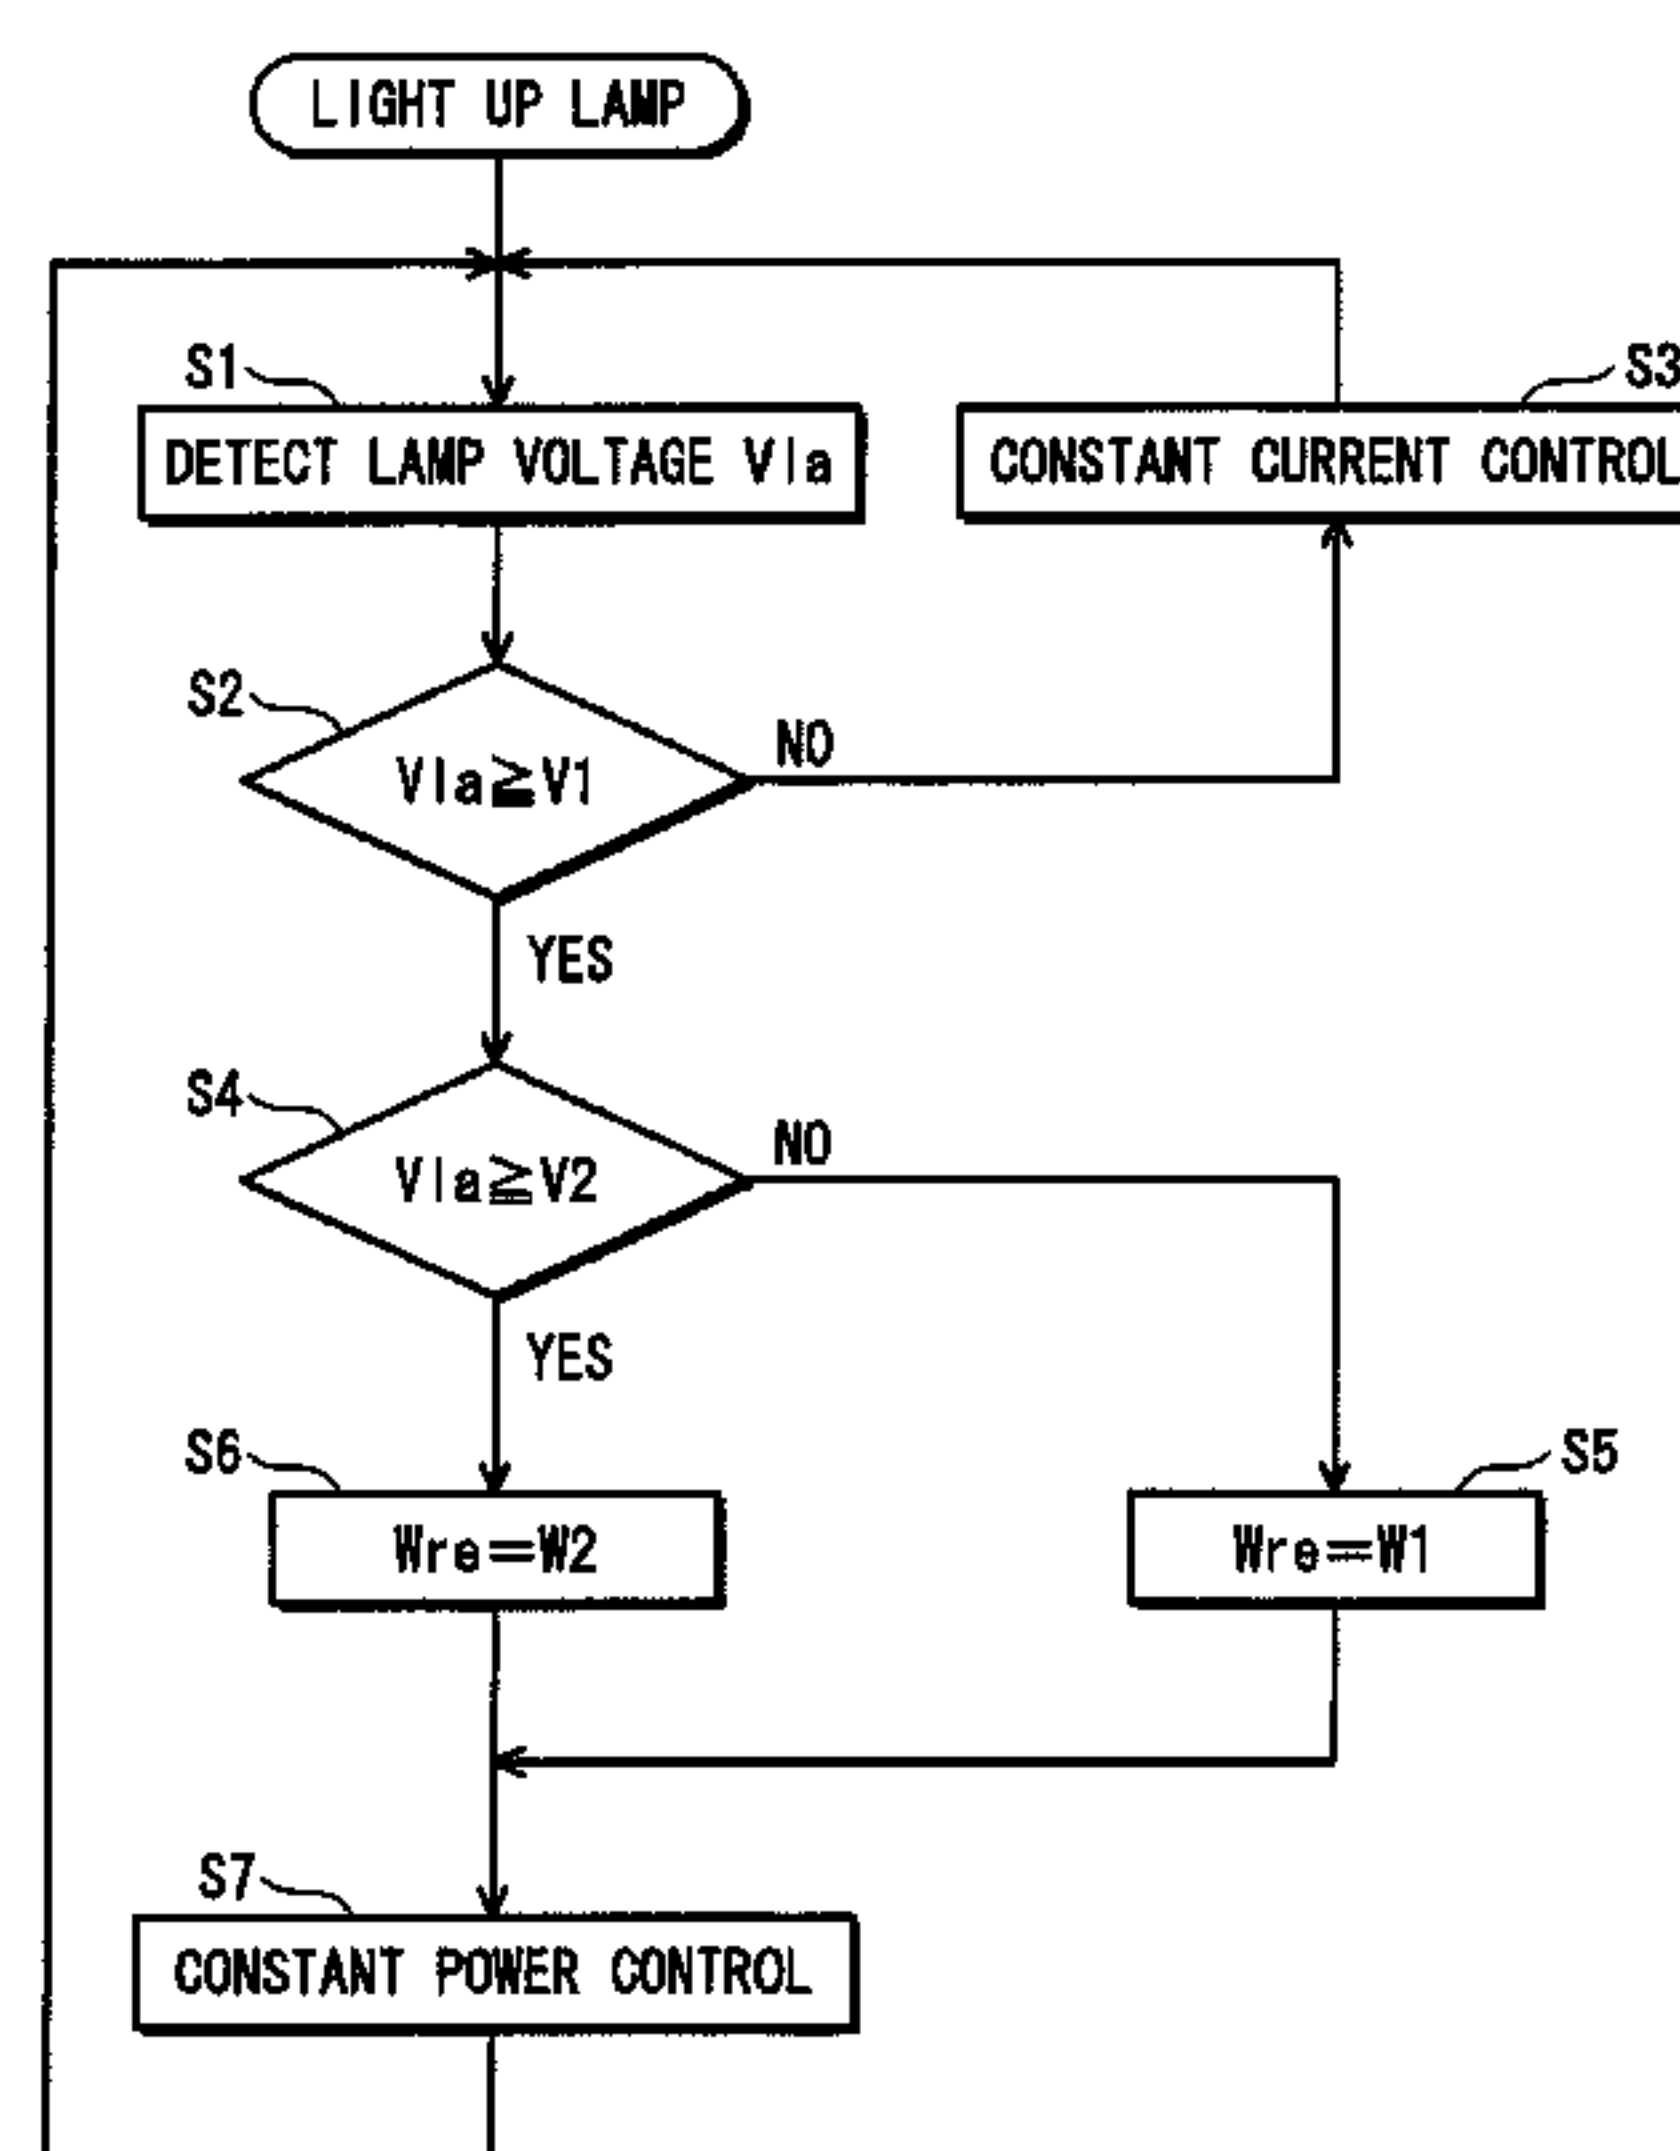 LIGHT UP LAMP
S1
S3
DETECT LAMP VOLTAGE Vla
CONSTANT CURRENT CONTROL
S2
NO
Vla≧V1
YES
S4
NO
Vla≧V2
YES
S6
S5
Wre=W2
Wre=W1
S7
CONSTANT POWER CONTROL